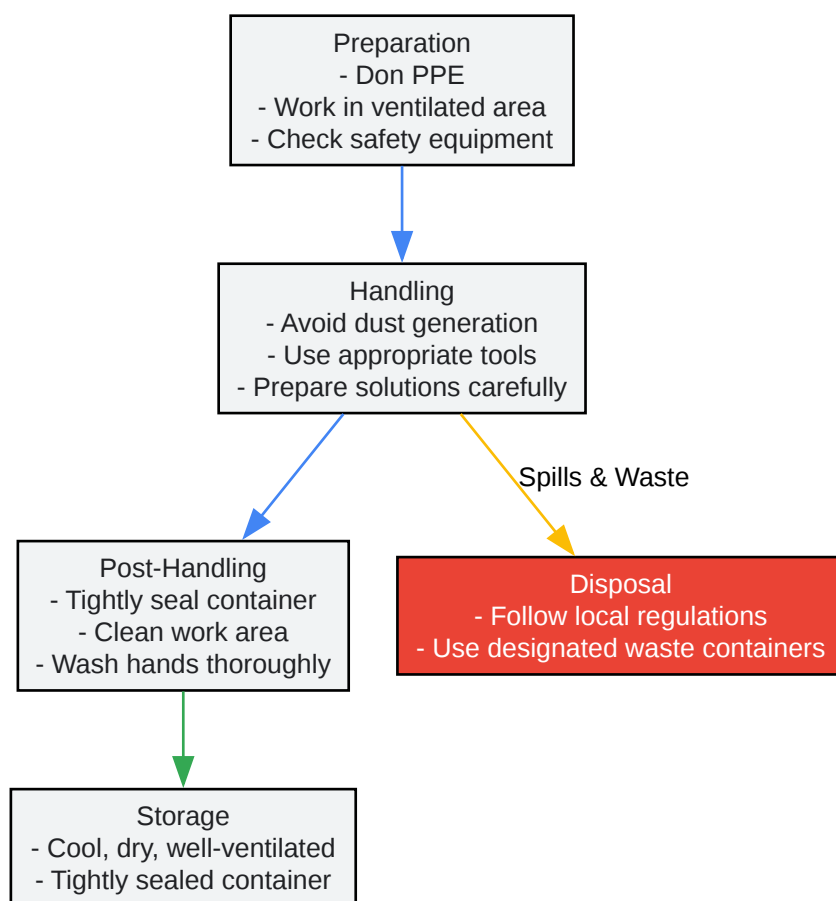 Preparation
- Don PPE
- Work in ventilated area
- Check safety equipment
Handling
- Avoid dust generation
- Use appropriate tools
- Prepare solutions carefully
Spills & Waste
Post-Handling
- Tightly seal container
- Clean work area
- Wash hands thoroughly
Disposal
- Follow local regulations
- Use designated waste containers
Storage
- Cool, dry, well-ventilated
- Tightly sealed container